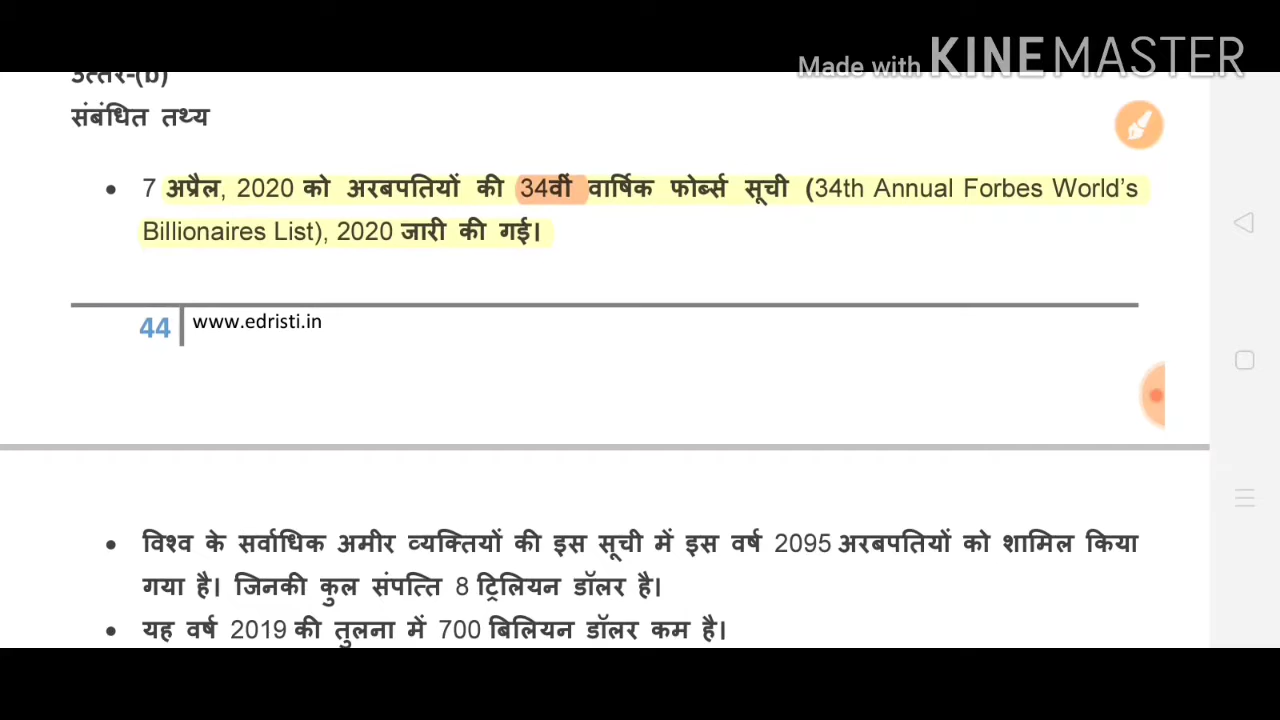 Made with KINEMASTER
उत्तर-(b)
संबंधित तथ्य
• 7 अप्रैल, 2020 को अरबपतियों की 34वीं वार्षिक फोर्ब्स सूची (34th Annual Forbes World's
Billionaires List), 2020 जारी की गई।
44 www.edristi.in
• विश्व के सर्वाधिक अमीर व्यक्तियों की इस सूची में इस वर्ष 2095 अरबपतियों को शामिल किया
गया है। जिनकी कुल संपत्ति 8 ट्रिलियन डॉलर है।
• यह वर्ष 2019 की तुलना में 700 बिलियन डॉलर कम है।